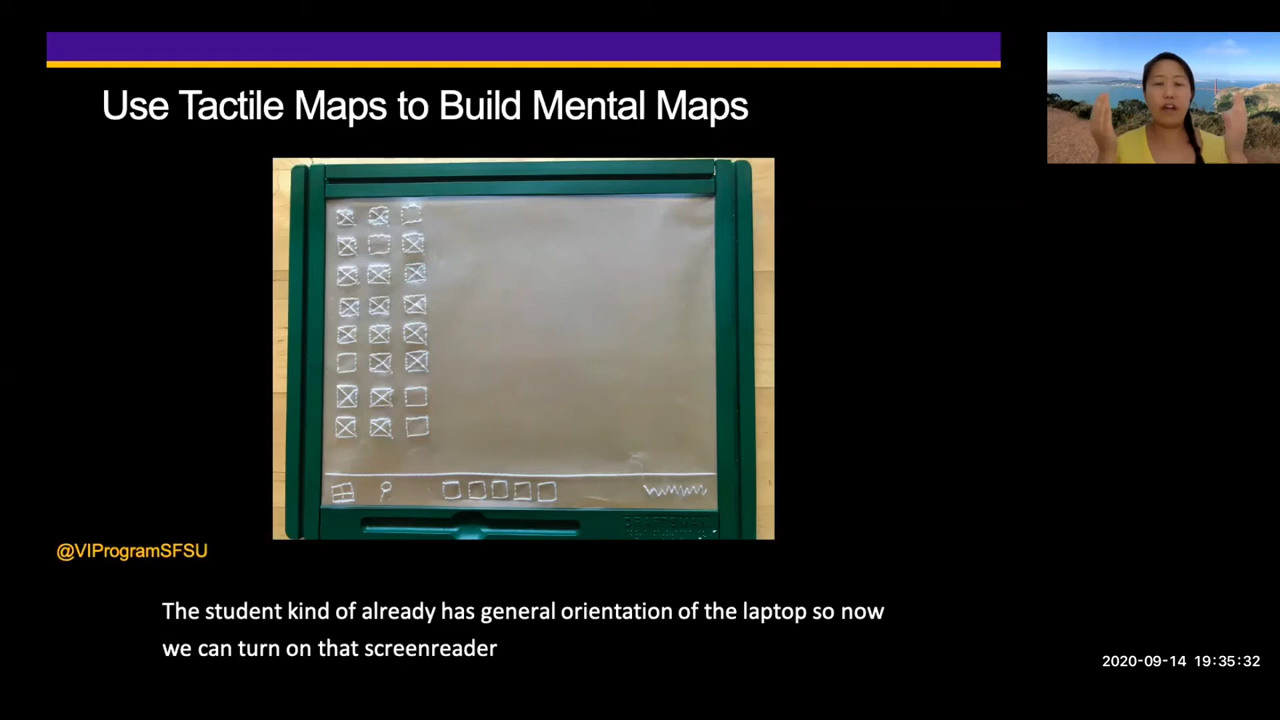 Use Tactile Maps to Build Mental Maps
@VIProgramSFSU
The student kind of already has general orientation of the laptop so now
we can turn on that screenreader
2020-09-14 19:35:32